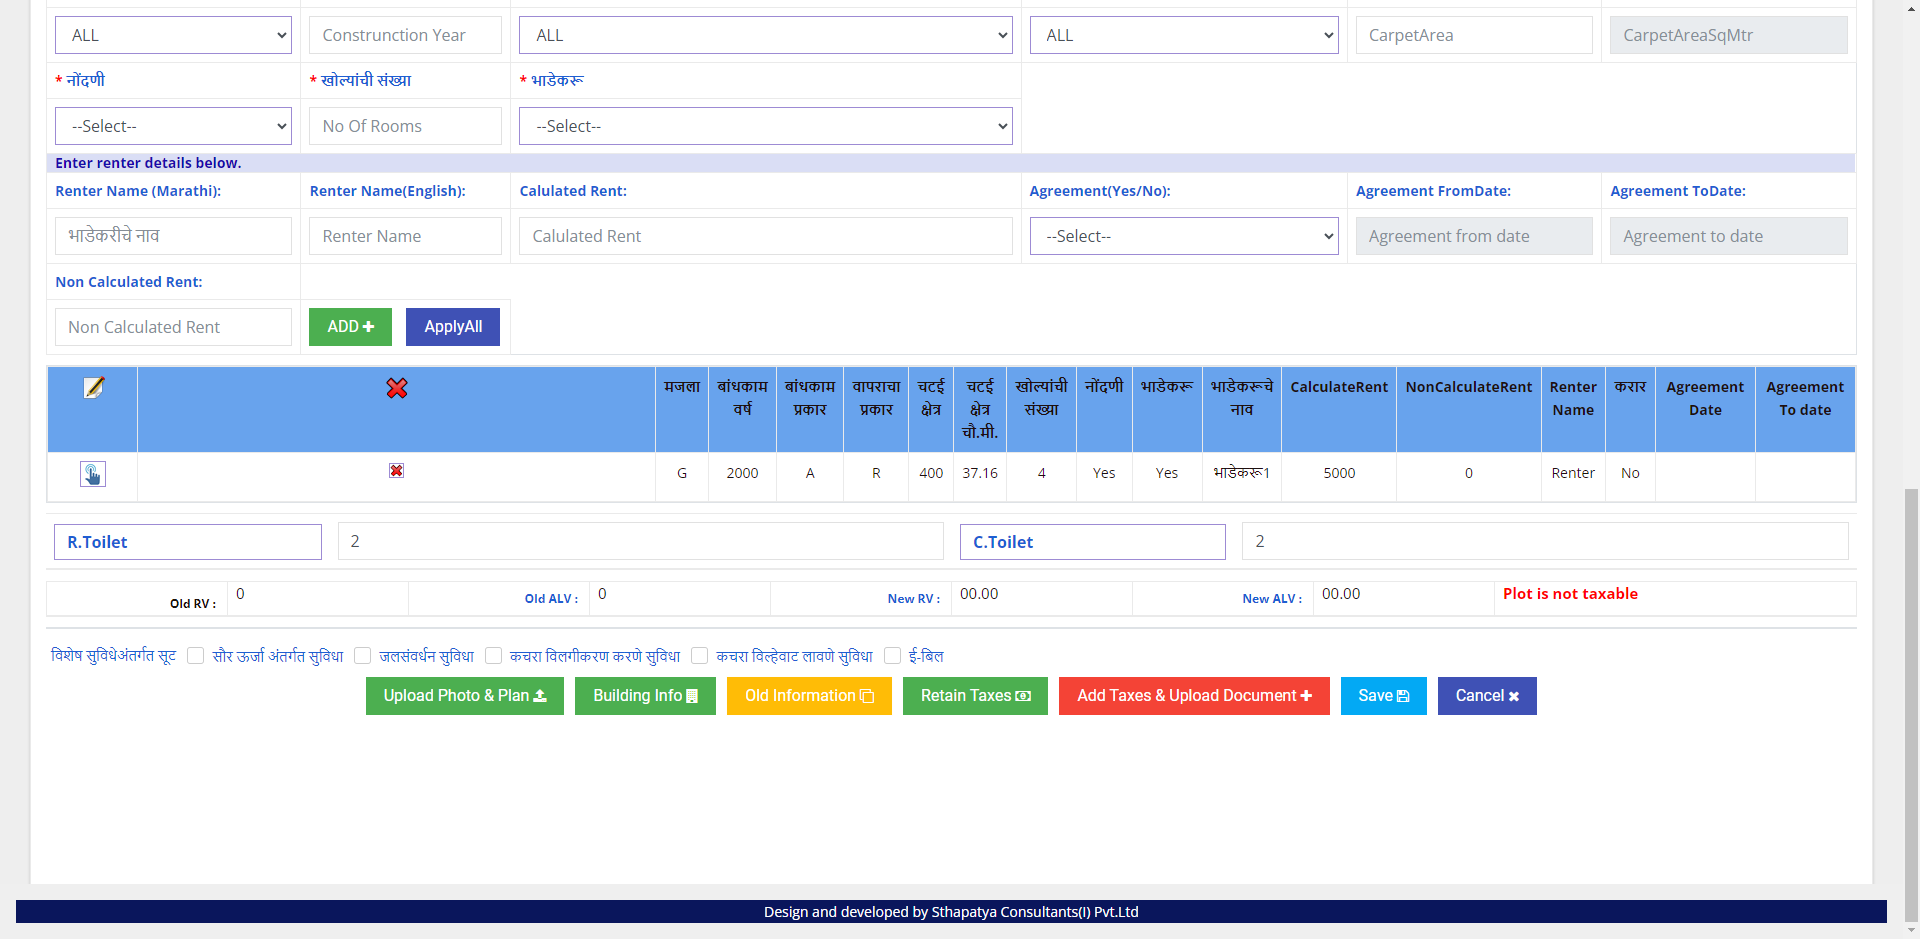 ALL Construnction Year ALL ALL CarpetArea CarpetAreaSqMtr
* नोंदणी * खोल्यांची संख्या * भाडेकरू
--Select-- No Of Rooms --Select--
Enter renter details below.
Renter Name (Marathi): Renter Name(English): Calulated Rent: Agreement(Yes/No): Agreement FromDate: Agreement ToDate:
भाडेकरीचे नाव Renter Name Calulated Rent --Select-- Agreement from date Agreement to date
Non Calculated Rent:
Non Calculated Rent ADD ApplyAll
मजला बांधकाम वर्ष बांधकाम प्रकार वापराचा प्रकार चटई क्षेत्र चटई क्षेत्र चौ.मी. खोल्यांची संख्या नोंदणी भाडेकरू भाडेकरूचे नाव CalculateRent NonCalculateRent Renter Name करार Agreement Date Agreement To date
G 2000 A R 400 37.16 4 Yes Yes भाडेकरू1 5000 0 Renter No
R.Toilet 2 C.Toilet 2
Old RV : 0 Old ALV : 0 New RV : 00.00 New ALV : 00.00 Plot is not taxable
विशेष सुविधेअंतर्गत सूट सौर ऊर्जा अंतर्गत सुविधा जलसंवर्धन सुविधा कचरा विलगीकरण करणे सुविधा कचरा विल्हेवाट लावणे सुविधा ई-बिल
Upload Photo & Plan Building Info Old Information Retain Taxes Add Taxes & Upload Document Save Cancel
Design and developed by Sthapatya Consultants(I) Pvt.Ltd